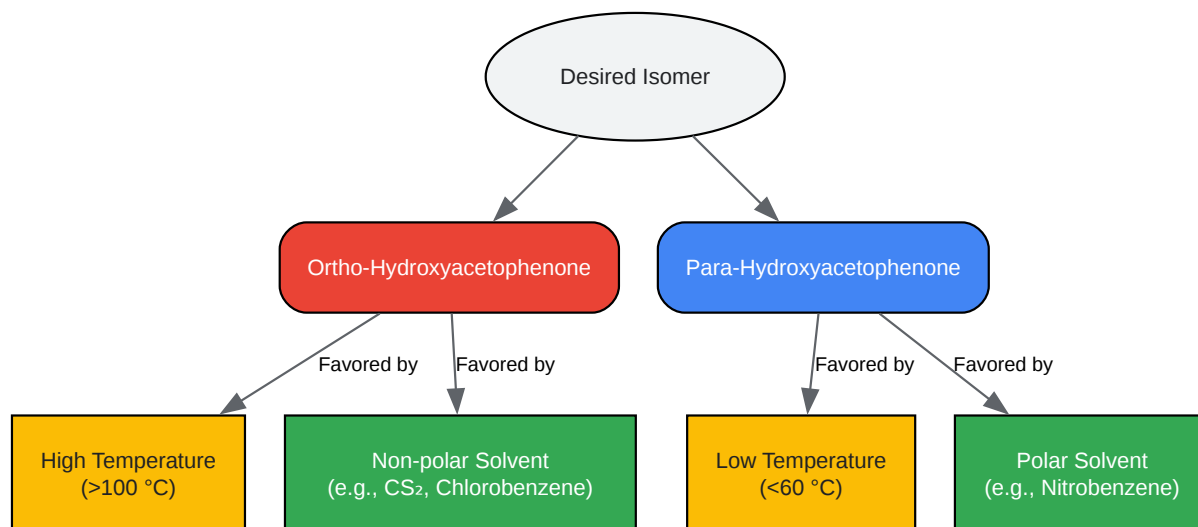 Desired Isomer
Ortho-Hydroxyacetophenone
Para-Hydroxyacetophenone
Favored by
Favored by
Favored by
Favored by
High Temperature
(>100 °C)
Non-polar Solvent
(e.g., CS₂, Chlorobenzene)
Low Temperature
(<60 °C)
Polar Solvent
(e.g., Nitrobenzene)